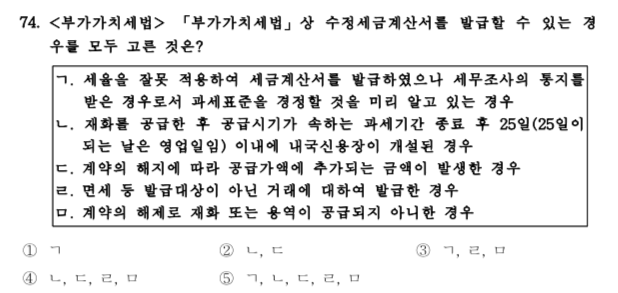 74. <부가가치세법> 「부가가치세법」상 수정세금계산서를 발급할 수 있는 경
우를 모두 고른 것은?
ㄱ. 세율을 잘못 적용하여 세금계산서를 발급하였으나 세무조사의 통지를
받은 경우로서 과세표준을 경정할 것을 미리 알고 있는 경우
ㄴ. 재화를 공급한 후 공급시기가 속하는 과세기간 종료 후 25일(25일이
되는 날은 영업일임) 이내에 내국신용장이 개설된 경우
ㄷ. 계약의 해지에 따라 공급가액에 추가되는 금액이 발생한 경우
ㄹ. 면세 등 발급대상이 아닌 거래에 대하여 발급한 경우
ㅁ. 계약의 해제로 재화 또는 용역이 공급되지 아니한 경우
① ㄱ ② ㄴ, ㄷ ③ ㄱ, ㄹ, ㅁ
④ ㄴ, ㄷ, ㄹ, ㅁ ⑤ ㄱ, ㄴ, ㄷ, ㄹ, ㅁ